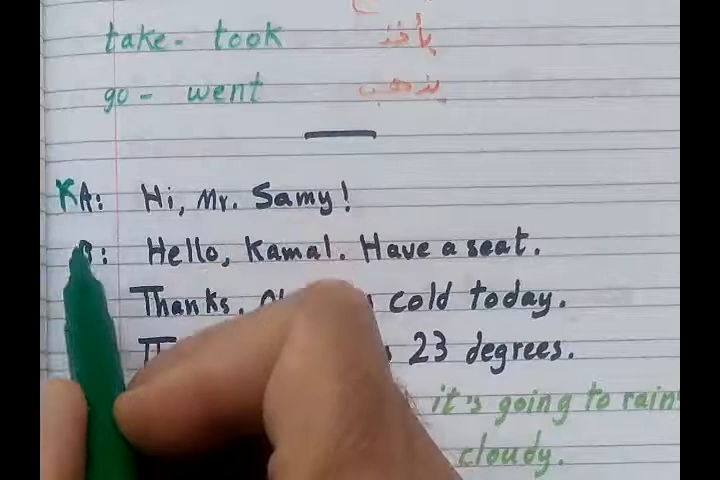 take - took يأخذ
go - went يذهب
KA: Hi, Mr. Samy!
: Hello, Kamal. Have a seat.
Thanks. cold today.
23 degrees.
it's going to rain
cloudy.